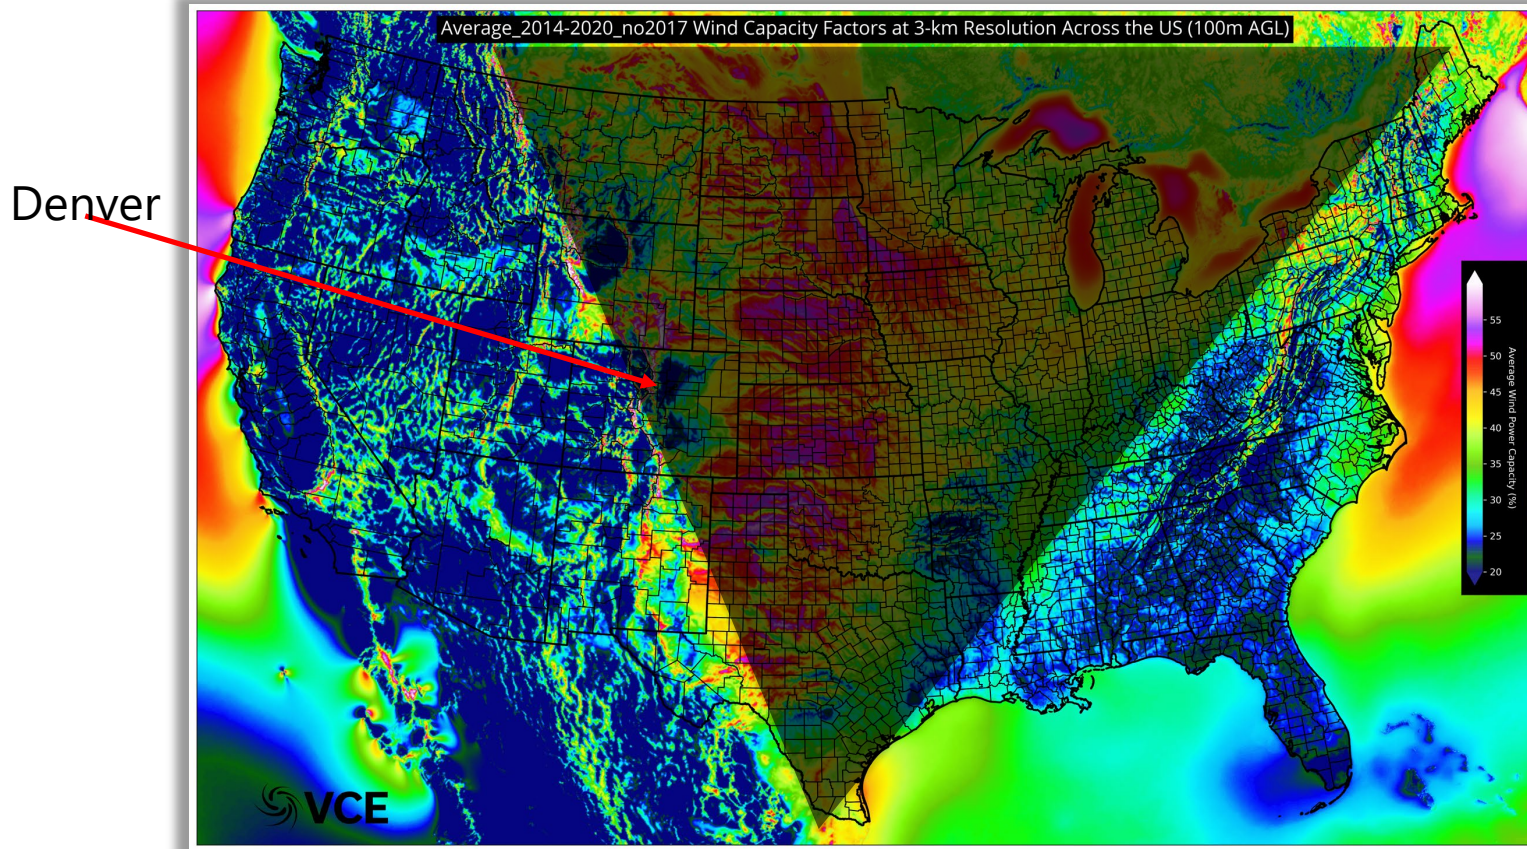 Average_2014-2020_no2017 Wind Capacity Factors at 3-km Resolution Across the US (100m AGL)
Denver
55
50
45
40
35
30
25
20
Average Wind Power Capacity (%)
VCE